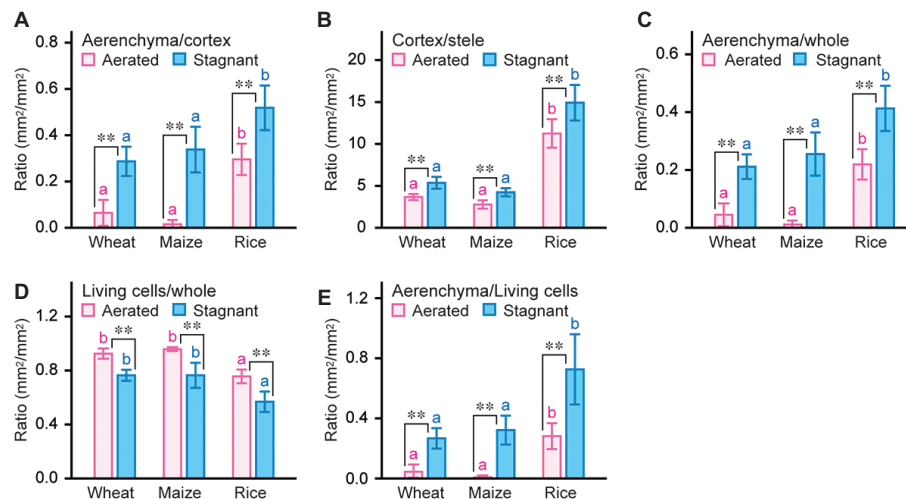 A
Aerenchyma/cortex
Aerated Stagnant
Ratio (mm²/mm²)
0.8
0.6
0.4
0.2
0.0
** a a
** a a
** b b
Wheat Maize Rice
B
Cortex/stele
Aerated Stagnant
Ratio (mm²/mm²)
20
15
10
5
0
** a a
** a a
** b b
Wheat Maize Rice
C
Aerenchyma/whole
Aerated Stagnant
Ratio (mm²/mm²)
0.6
0.4
0.2
0.0
** a a
** a a
** b b
Wheat Maize Rice
D
Living cells/whole
Aerated Stagnant
Ratio (mm²/mm²)
1.2
0.8
0.4
0.0
b ** b
b ** b
a ** a
Wheat Maize Rice
E
Aerenchyma/Living cells
Aerated Stagnant
Ratio (mm²/mm²)
1.2
0.8
0.4
0.0
** a a
** a a
** b b
Wheat Maize Rice